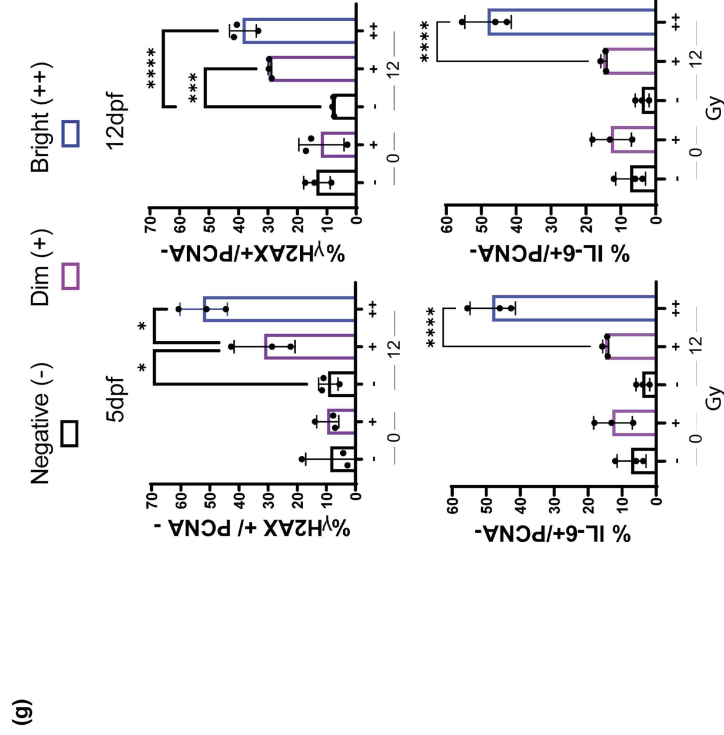 (g)
Negative (-) Dim (+) Bright (++)
5dpf
12dpf
%γH2AX +/ PCNA -
70
60
50
40
30
20
10
0
* *
- + - + ++
0 12
%γH2AX+/PCNA-
70
60
50
40
30
20
10
0
*** ****
- + - + ++
0 12
% IL-6+/PCNA-
60
50
40
30
20
10
0
****
- + - + ++
0 12
Gy
% IL-6+/PCNA-
60
50
40
30
20
10
0
****
- + - + ++
0 12
Gy